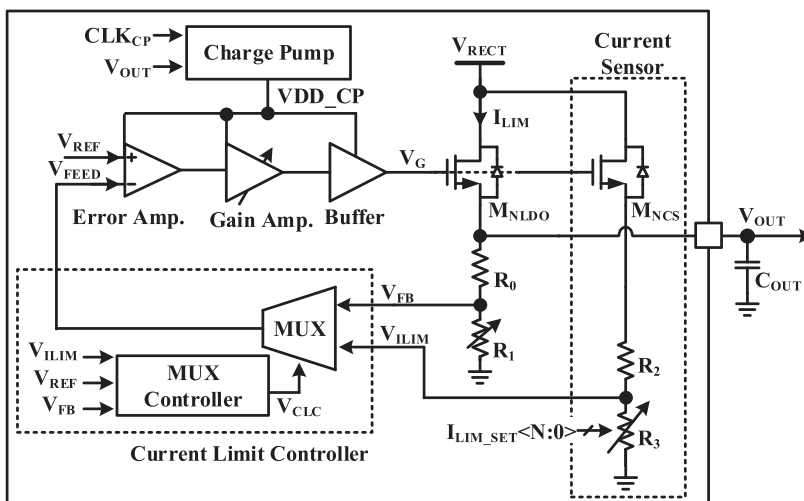 CLK_CP
V_OUT
Charge Pump
VDD_CP
V_RECT
Current
Sensor
I_LIM
V_REF
V_FEED
+
−
Error Amp.
Gain Amp.
Buffer
V_G
M_NLDO
M_NCS
V_OUT
C_OUT
R_0
V_FB
MUX
V_ILIM
R_1
R_2
V_ILIM
V_REF
V_FB
MUX
Controller
V_CLC
I_LIM_SET<N:0>
R_3
Current Limit Controller